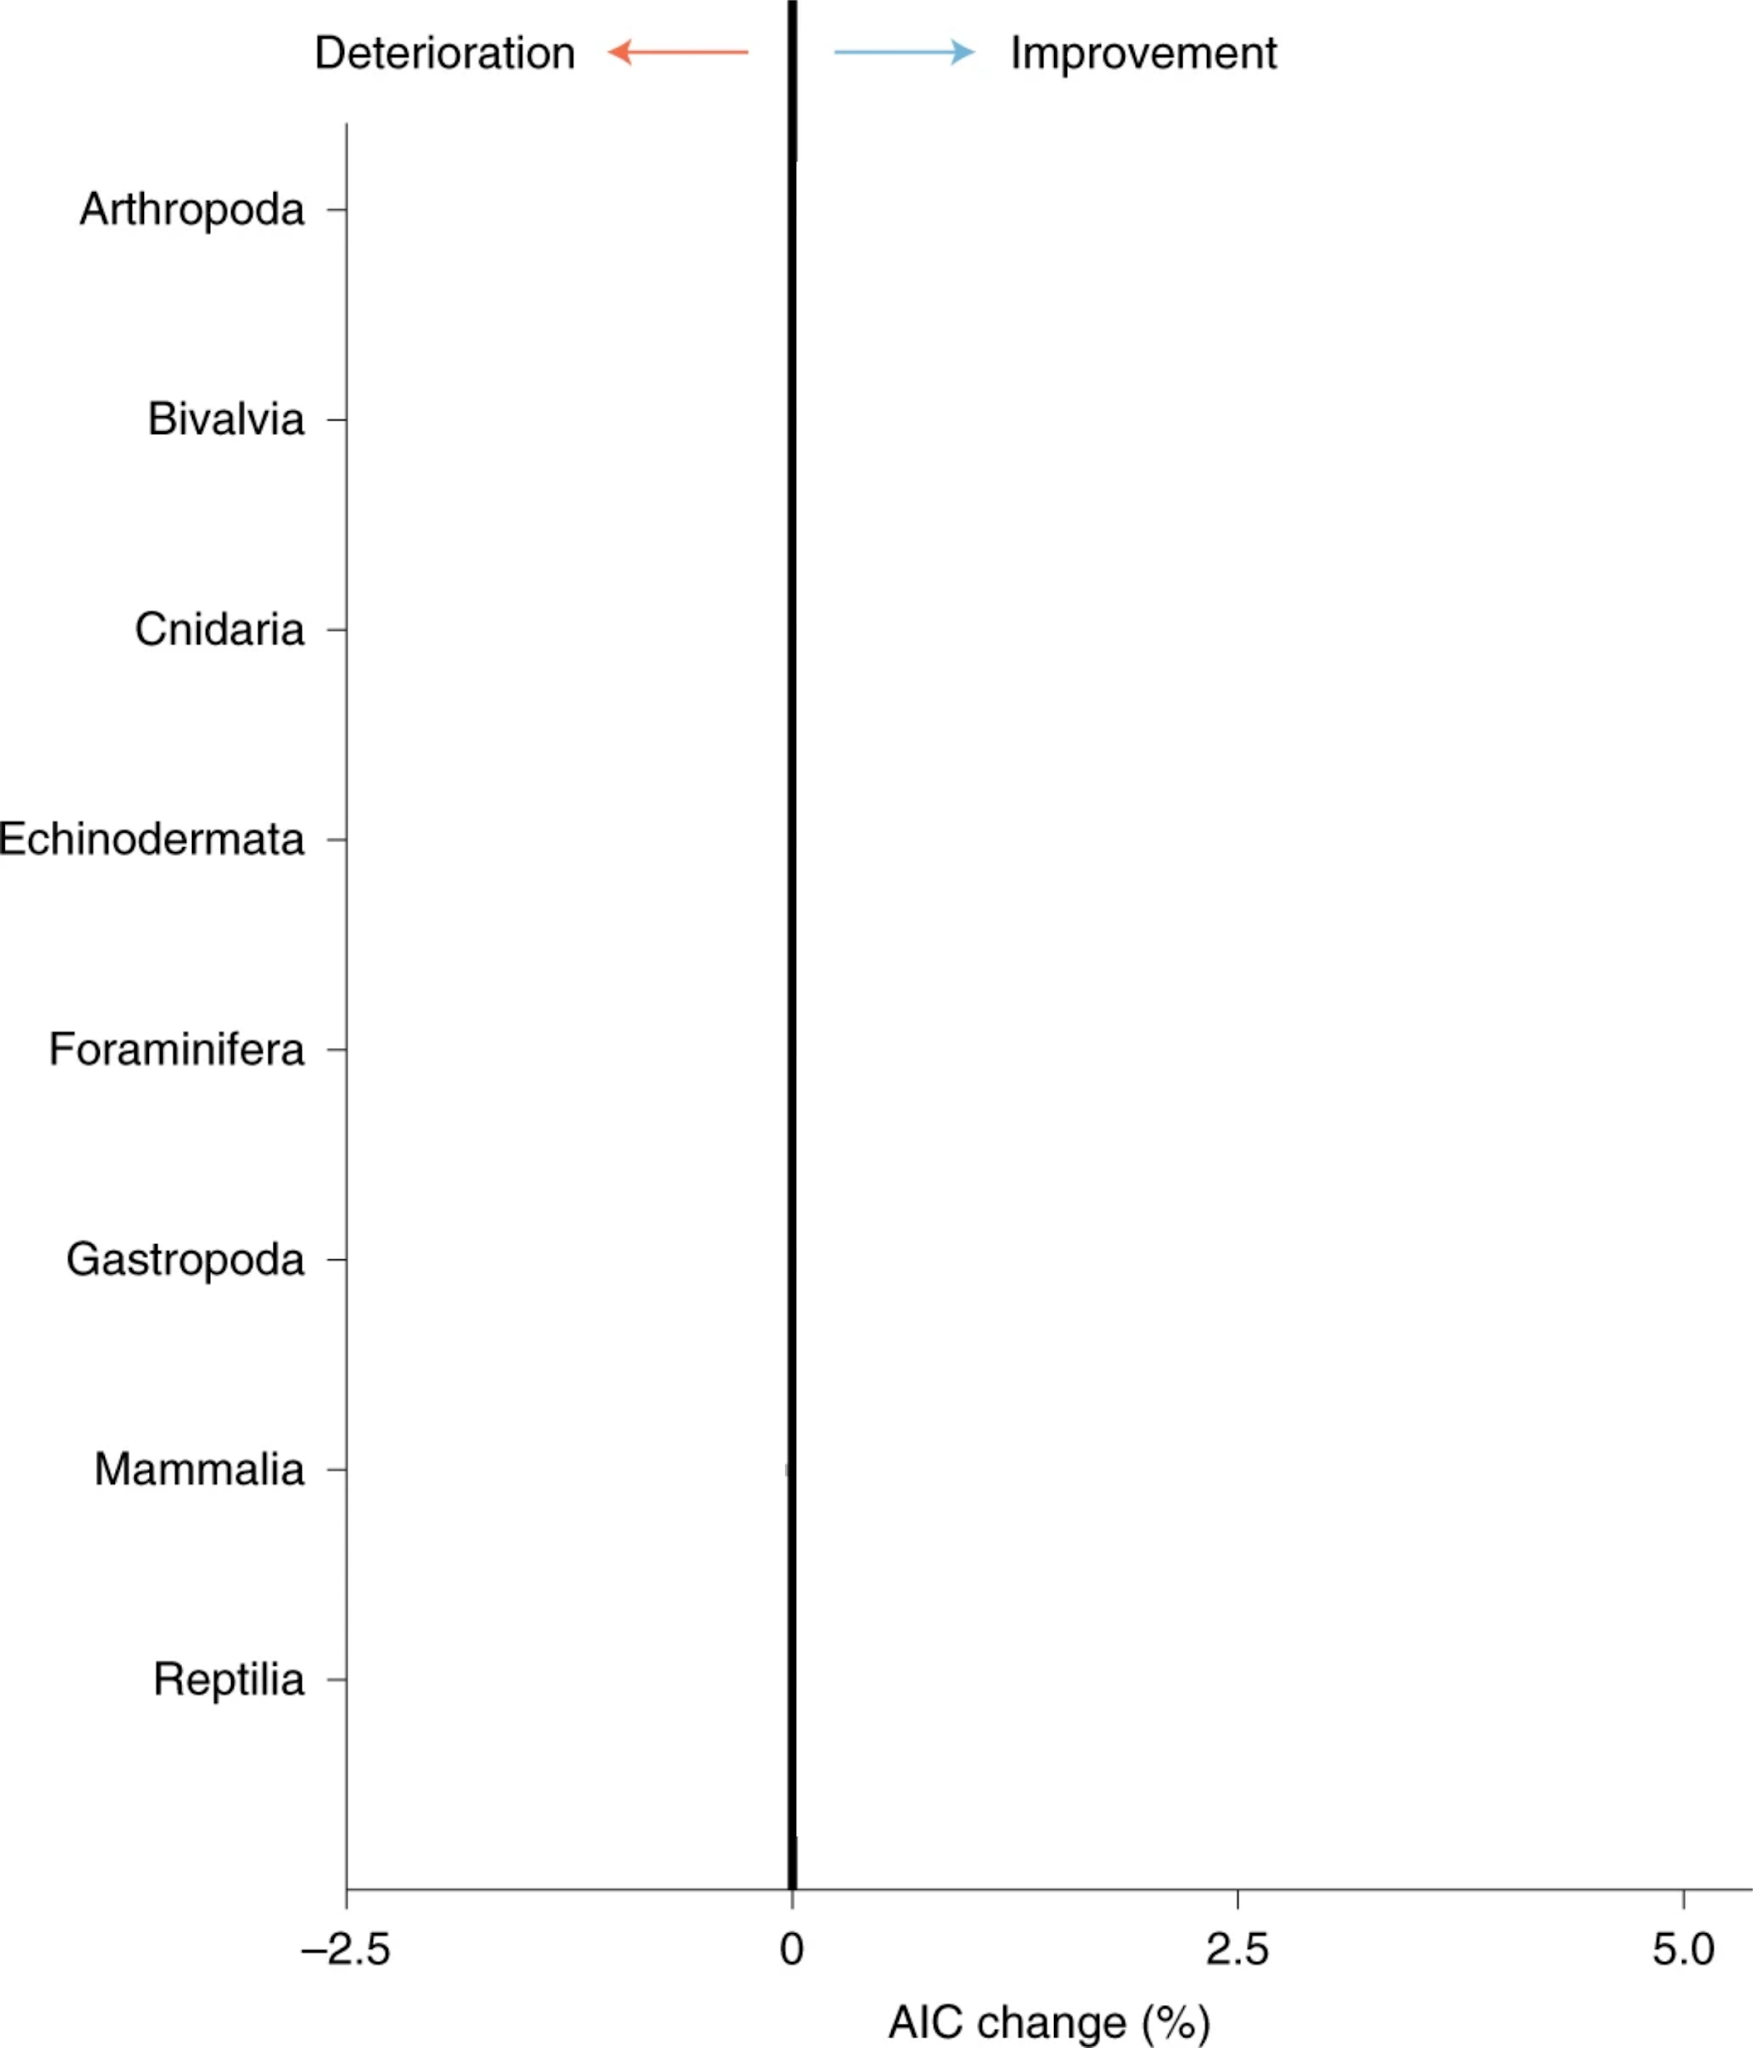 Deterioration Improvement
Arthropoda
Bivalvia
Cnidaria
Echinodermata
Foraminifera
Gastropoda
Mammalia
Reptilia
–2.5 0 2.5 5.0
AIC change (%)